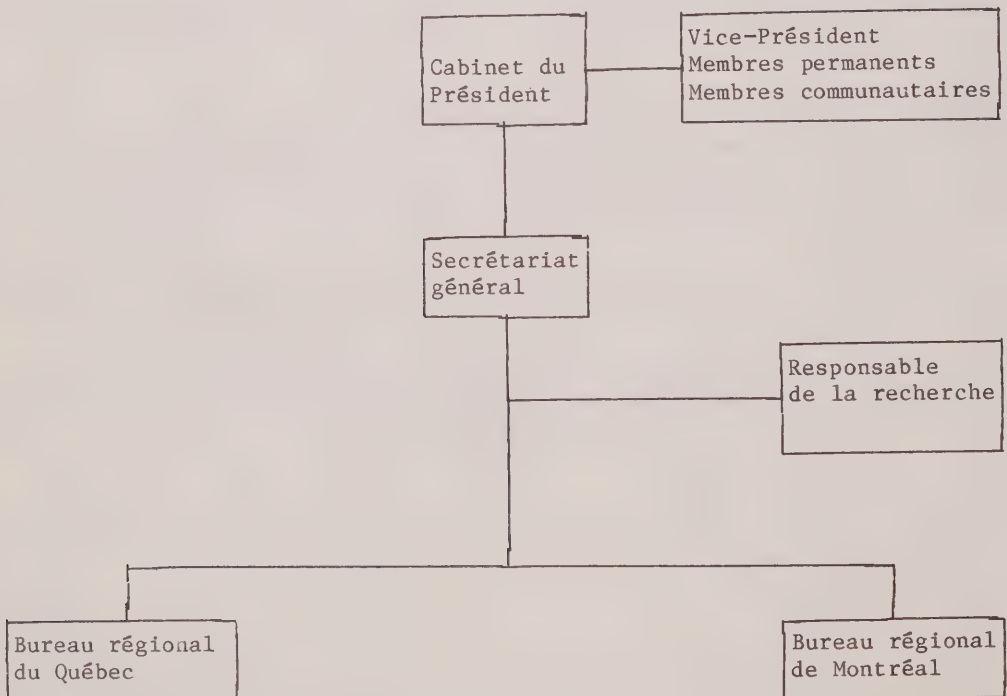 Cabinet du
Président
Vice-Président
Membres permanents
Membres communautaires
Secrétariat
général
Responsable
de la recherche
Bureau régional
du Québec
Bureau régional
de Montréal